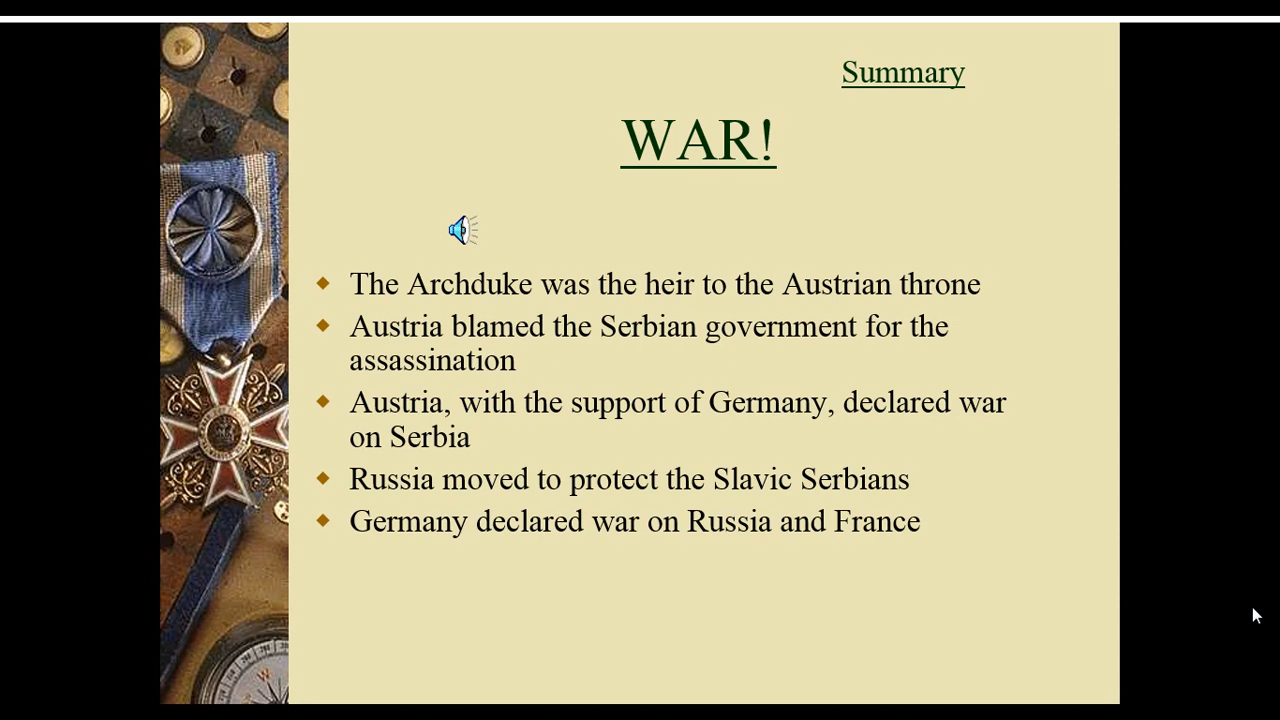 Summary
WAR!
The Archduke was the heir to the Austrian throne
Austria blamed the Serbian government for the
assassination
Austria, with the support of Germany, declared war
on Serbia
Russia moved to protect the Slavic Serbians
Germany declared war on Russia and France